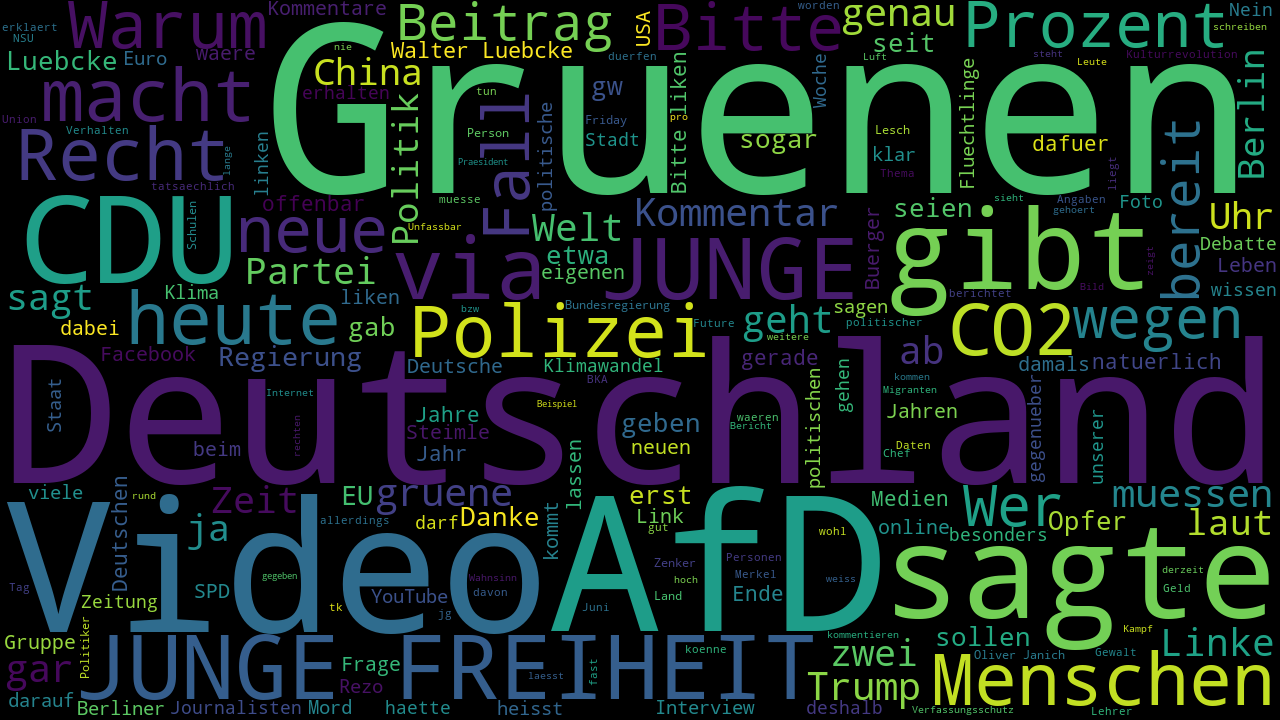 erklaert
NSU
Warum
Kommentare
Beitrag
USA
Bitte
genau
Prozent
Nein
worden
schreiben
Luebcke
Euro
waere
nie
Walter Luebcke
duerfen
seit
Luft
steht
Kulturrevolution
Leute
Gruenen
China
macht
erhalten
tun
gw
Woche
Bitte liken
Fluechtlinge
Berlin
Union
Verhalten
Recht
lange
linken
Politik
Person
Fall
politische
Friday
Stadt
pro
sogar
Lesch
klar
Thema
dafuer
liegt
bereit
Praesident
tatsaechlich
CDU
Schulen
neue
offenbar
muesse
Unfassbar
Welt
Kommentar
seien
sieht
Angaben
gehoert
Foto
Uhr
Debatte
Partei
via
etwa
eigenen
JUNGE
Buerger
gibt
zeigt
Leben
sagt
Klima
liken
Bundesregierung
sagen
berichtet
Bild
wissen
dabei
heute
gab
Polizei
bzw
Future
weitere
geht
politischer
CO2
wegen
Facebook
Regierung
Deutsche
Klimawandel
gerade
ab
damals
natuerlich
Deutschland
Staat
Internet
BKA
Beispiel
gehen
kommen
Migranten
rechten
Jahre
Steimle
Jahr
geben
neuen
waeren
Bericht
politischen
Jahren
Daten
Chef
gegenueber
unserer
beim
viele
rund
Deutschen
Zeit
EU
gruene
lassen
erst
Link
gut
Medien
online
Wer
besonders
muessen
Opfer
laut
ja
allerdings
darf
Danke
kommt
wohl
Video
AfD
sagte
Tag
Zeitung
SPD
gegeben
tk
YouTube
jg
Wahnsinn
davon
Juni
Zenker
hoch
Land
Personen
Merkel
Ende
weiss
derzeit
Geld
Gruppe
Politiker
gar
JUNGE FREIHEIT
Frage
Rezo
laesst
fast
koenne
kommentieren
zwei
sollen
Kampf
Linke
Oliver Janich
Gewalt
Trump
Menschen
darauf
Berliner
Journalisten
Mord
haette
heisst
Interview
deshalb
Verfassungsschutz
Lehrer